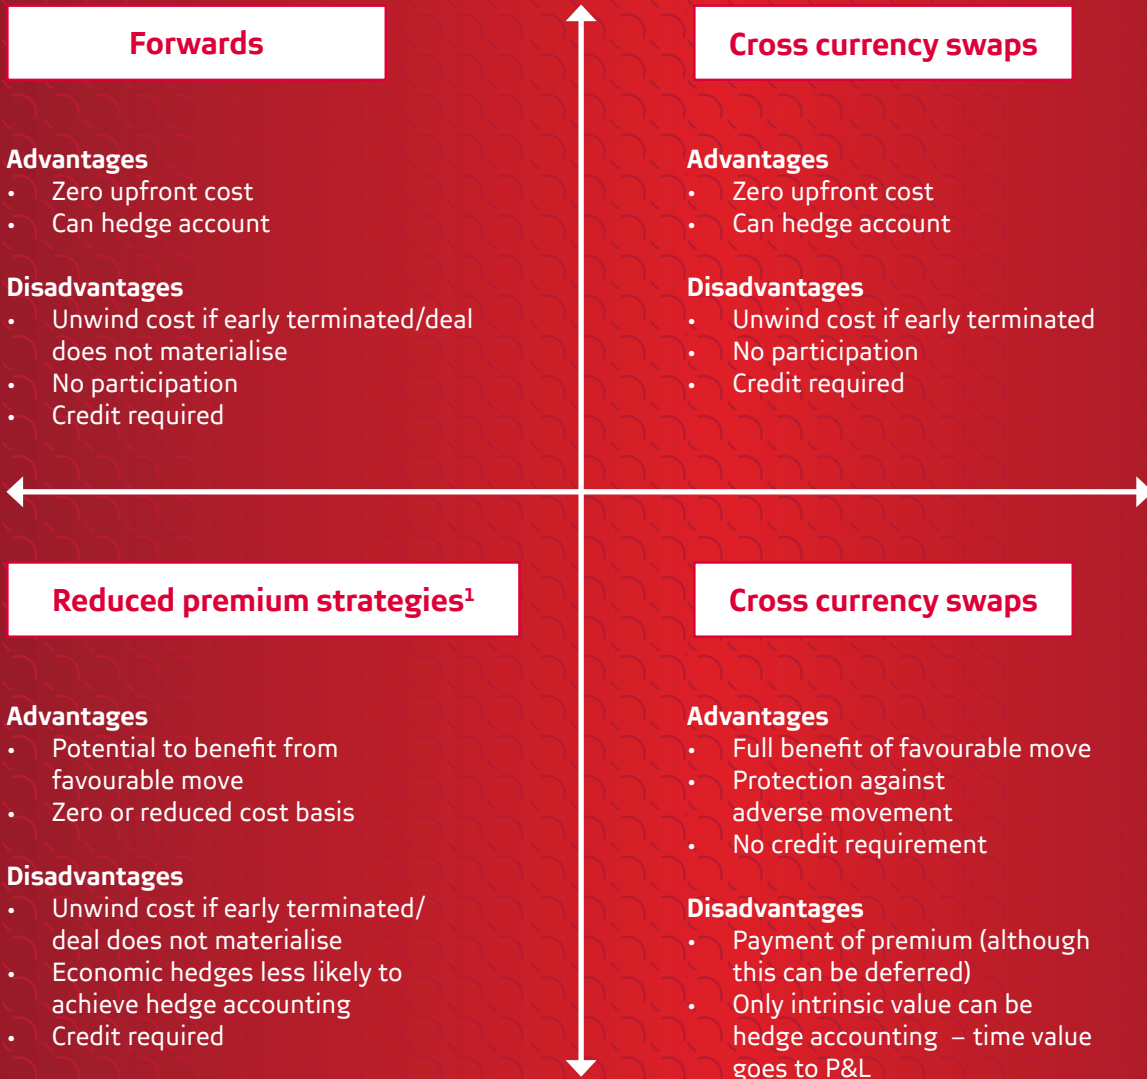 Forwards
Advantages
• Zero upfront cost
• Can hedge account
Disadvantages
• Unwind cost if early terminated/deal
does not materialise
• No participation
• Credit required
Cross currency swaps
Advantages
• Zero upfront cost
• Can hedge account
Disadvantages
• Unwind cost if early terminated
• No participation
• Credit required
Reduced premium strategies¹
Advantages
• Potential to benefit from
favourable move
• Zero or reduced cost basis
Disadvantages
• Unwind cost if early terminated/
deal does not materialise
• Economic hedges less likely to
achieve hedge accounting
• Credit required
Cross currency swaps
Advantages
• Full benefit of favourable move
• Protection against
adverse movement
• No credit requirement
Disadvantages
• Payment of premium (although
this can be deferred)
• Only intrinsic value can be
hedge accounting – time value
goes to P&L